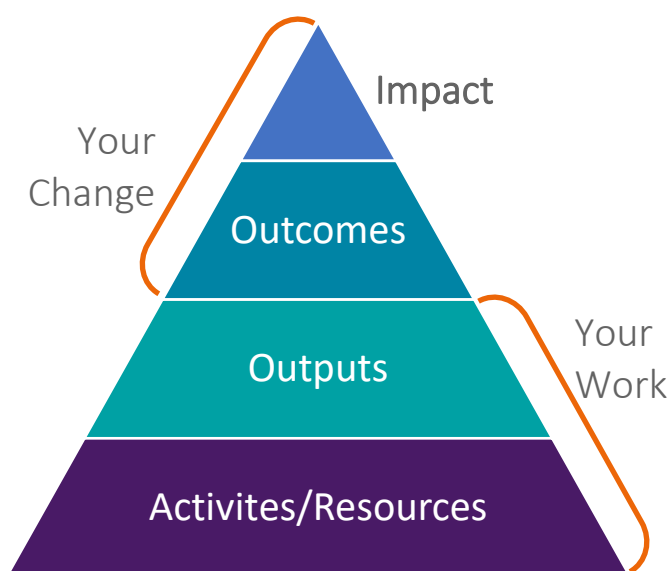 Impact
Your
Change
Outcomes
Your
Work
Outputs
Activites/Resources